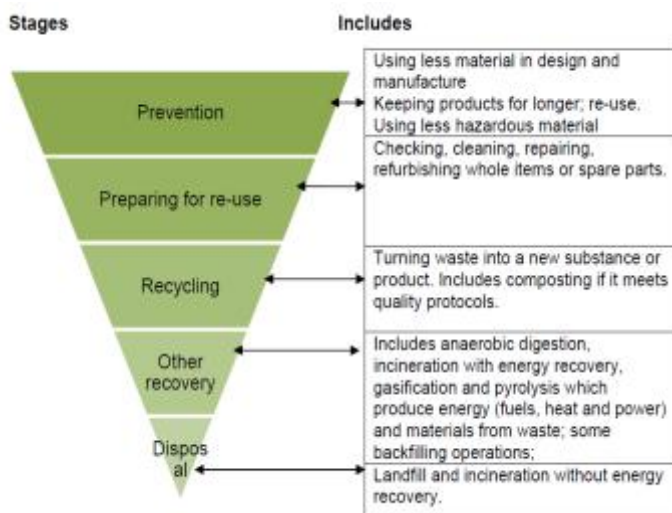 Stages
Includes
Prevention
Using less material in design and
manufacture
Keeping products for longer; re-use.
Using less hazardous material
Preparing for re-use
Checking, cleaning, repairing,
refurbishing whole items or spare parts.
Recycling
Turning waste into a new substance or
product. Includes composting if it meets
quality protocols.
Other
recovery
Includes anaerobic digestion,
incineration with energy recovery,
gasification and pyrolysis which
produce energy (fuels, heat and power)
and materials from waste; some
backfilling operations;
Dispos
al
Landfill and incineration without energy
recovery.